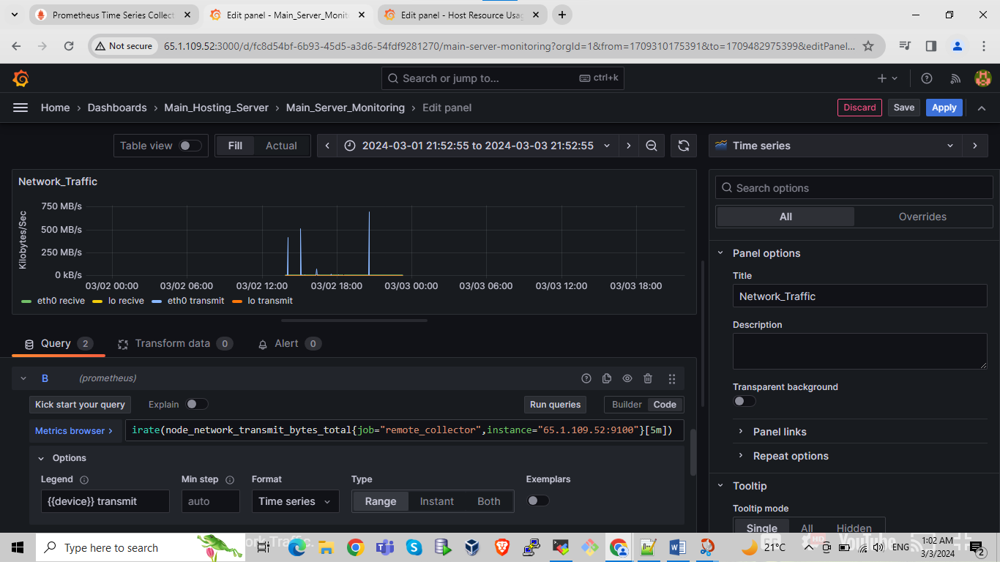 Prometheus Time Series Collect
Edit panel - Main_Server_Monito
Edit panel - Host Resource Usag
Not secure
65.1.109.52:3000/d/fc8d54bf-6b93-45d5-a3d6-54fdf9281270/main-server-monitoring?orgId=1&from=1709310175391&to=1709482975399&editPanel...
Search or jump to...
ctrl+k
Home > Dashboards > Main_Hosting_Server > Main_Server_Monitoring > Edit panel
Discard
Save
Apply
Table view
Fill
Actual
2024-03-01 21:52:55 to 2024-03-03 21:52:55
Time series
Network_Traffic
Kilobytes/Sec
750 MB/s
500 MB/s
250 MB/s
0 kB/s
03/02 00:00
03/02 06:00
03/02 12:00
03/02 18:00
03/03 00:00
03/03 06:00
03/03 12:00
03/03 18:00
eth0 recive
lo recive
eth0 transmit
lo transmit
Search options
All
Overrides
Panel options
Title
Network_Traffic
Description
Transparent background
Panel links
Repeat options
Tooltip
Tooltip mode
Single
All
Hidden
Query 2
Transform data 0
Alert 0
B
(prometheus)
Kick start your query
Explain
Run queries
Builder
Code
Metrics browser >
irate(node_network_transmit_bytes_total{job="remote_collector",instance="65.1.109.52:9100"}[5m])
Options
Legend
Min step
Format
Type
Exemplars
{{device}} transmit
auto
Time series
Range
Instant
Both
Type here to search
Traffic.
HD
YouTube
21°C
ENG
1:02 AM
3/3/2024
2